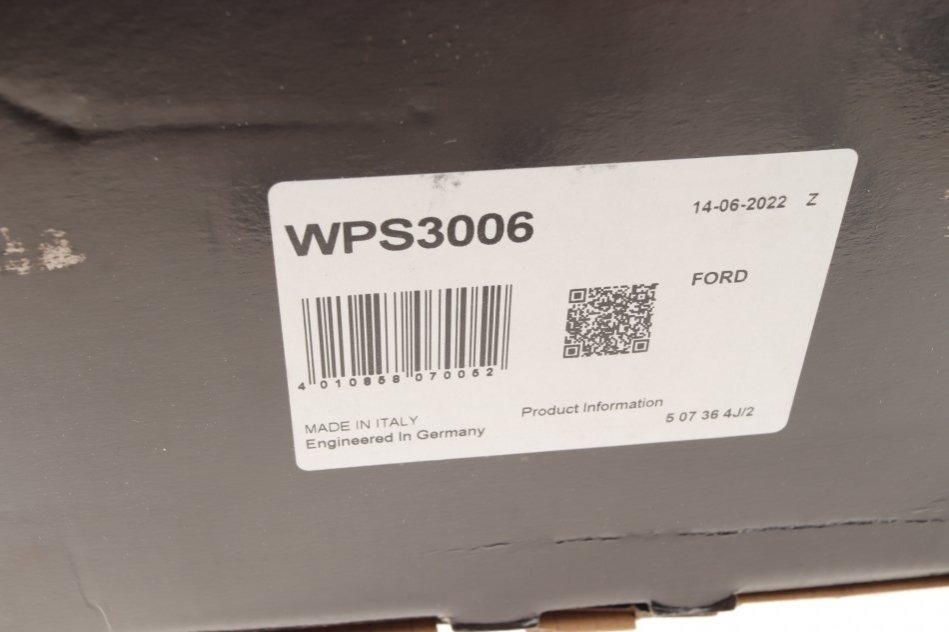 14-06-2022 Z
WPS3006
FORD
4 010858 070052
MADE IN ITALY
Engineered In Germany
Product Information
5 07 36 4J/2